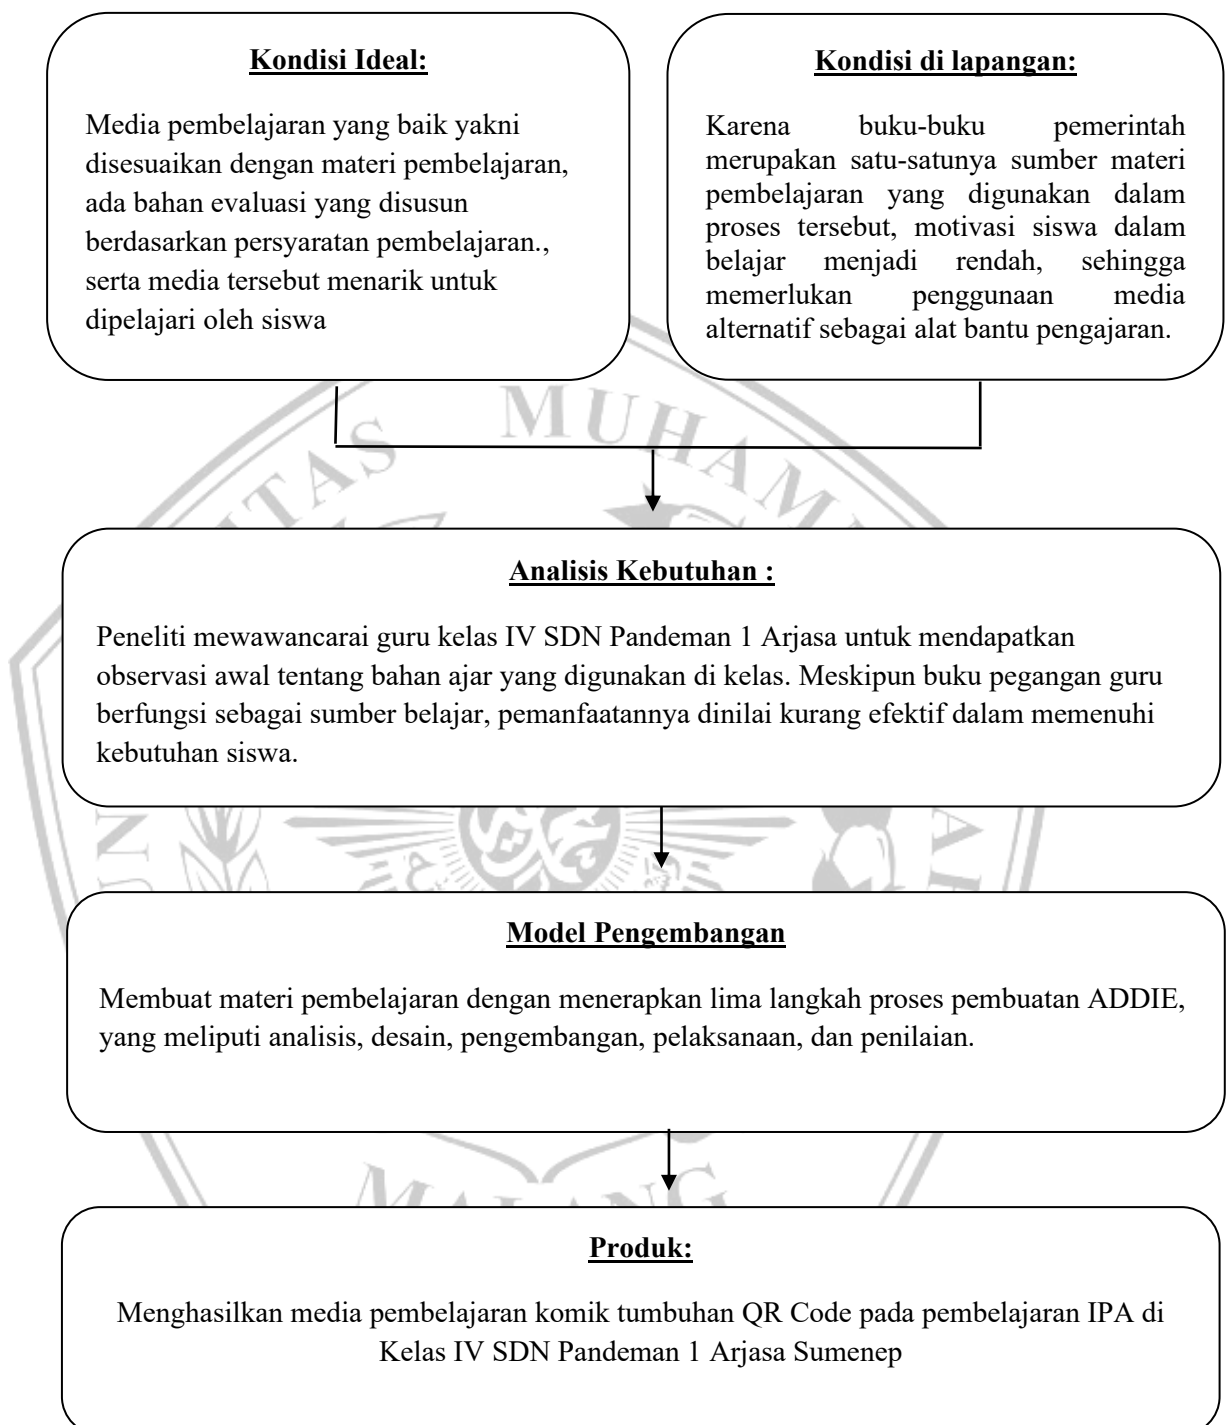 Kondisi Ideal:
Media pembelajaran yang baik yakni
disesuaikan dengan materi pembelajaran,
ada bahan evaluasi yang disusun
berdasarkan persyaratan pembelajaran.,
serta media tersebut menarik untuk
dipelajari oleh siswa
Kondisi di lapangan:
Karena buku-buku pemerintah
merupakan satu-satunya sumber materi
pembelajaran yang digunakan dalam
proses tersebut, motivasi siswa dalam
belajar menjadi rendah, sehingga
memerlukan penggunaan media
alternatif sebagai alat bantu pengajaran.
Analisis Kebutuhan :
Peneliti mewawancarai guru kelas IV SDN Pandeman 1 Arjasa untuk mendapatkan
observasi awal tentang bahan ajar yang digunakan di kelas. Meskipun buku pegangan guru
berfungsi sebagai sumber belajar, pemanfaatannya dinilai kurang efektif dalam memenuhi
kebutuhan siswa.
Model Pengembangan
Membuat materi pembelajaran dengan menerapkan lima langkah proses pembuatan ADDIE,
yang meliputi analisis, desain, pengembangan, pelaksanaan, dan penilaian.
MALANG
Produk:
Menghasilkan media pembelajaran komik tumbuhan QR Code pada pembelajaran IPA di
Kelas IV SDN Pandeman 1 Arjasa Sumenep